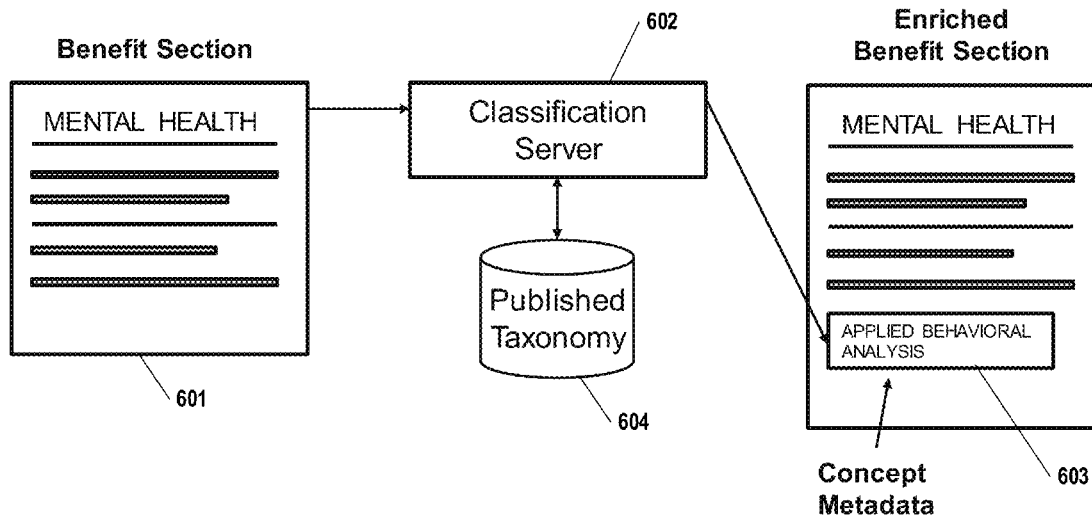 Benefit Section
MENTAL HEALTH
601
602
Classification
Server
Published
Taxonomy
604
Enriched
Benefit Section
MENTAL HEALTH
APPLIED BEHAVIORAL
ANALYSIS
603
Concept
Metadata